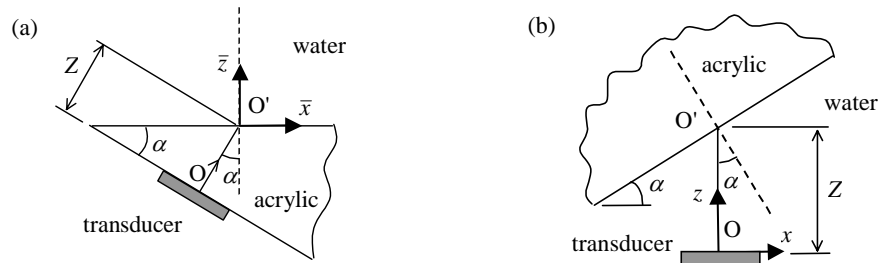 (a)
water
Z
z̄
O'
x̄
α
O
α
acrylic
transducer
(b)
acrylic
water
O'
α
α
Z
z
O
transducer
x